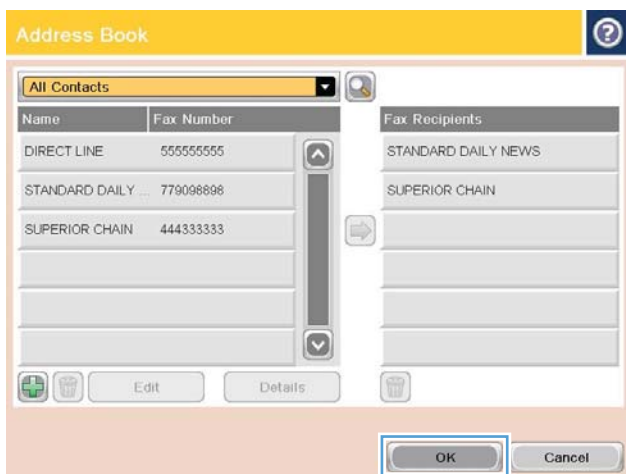 Address Book
All Contacts
Name Fax Number
Fax Recipients
DIRECT LINE 555555555
STANDARD DAILY NEWS
STANDARD DAILY ... 779098898
SUPERIOR CHAIN
SUPERIOR CHAIN 444333333
Edit Details
OK Cancel